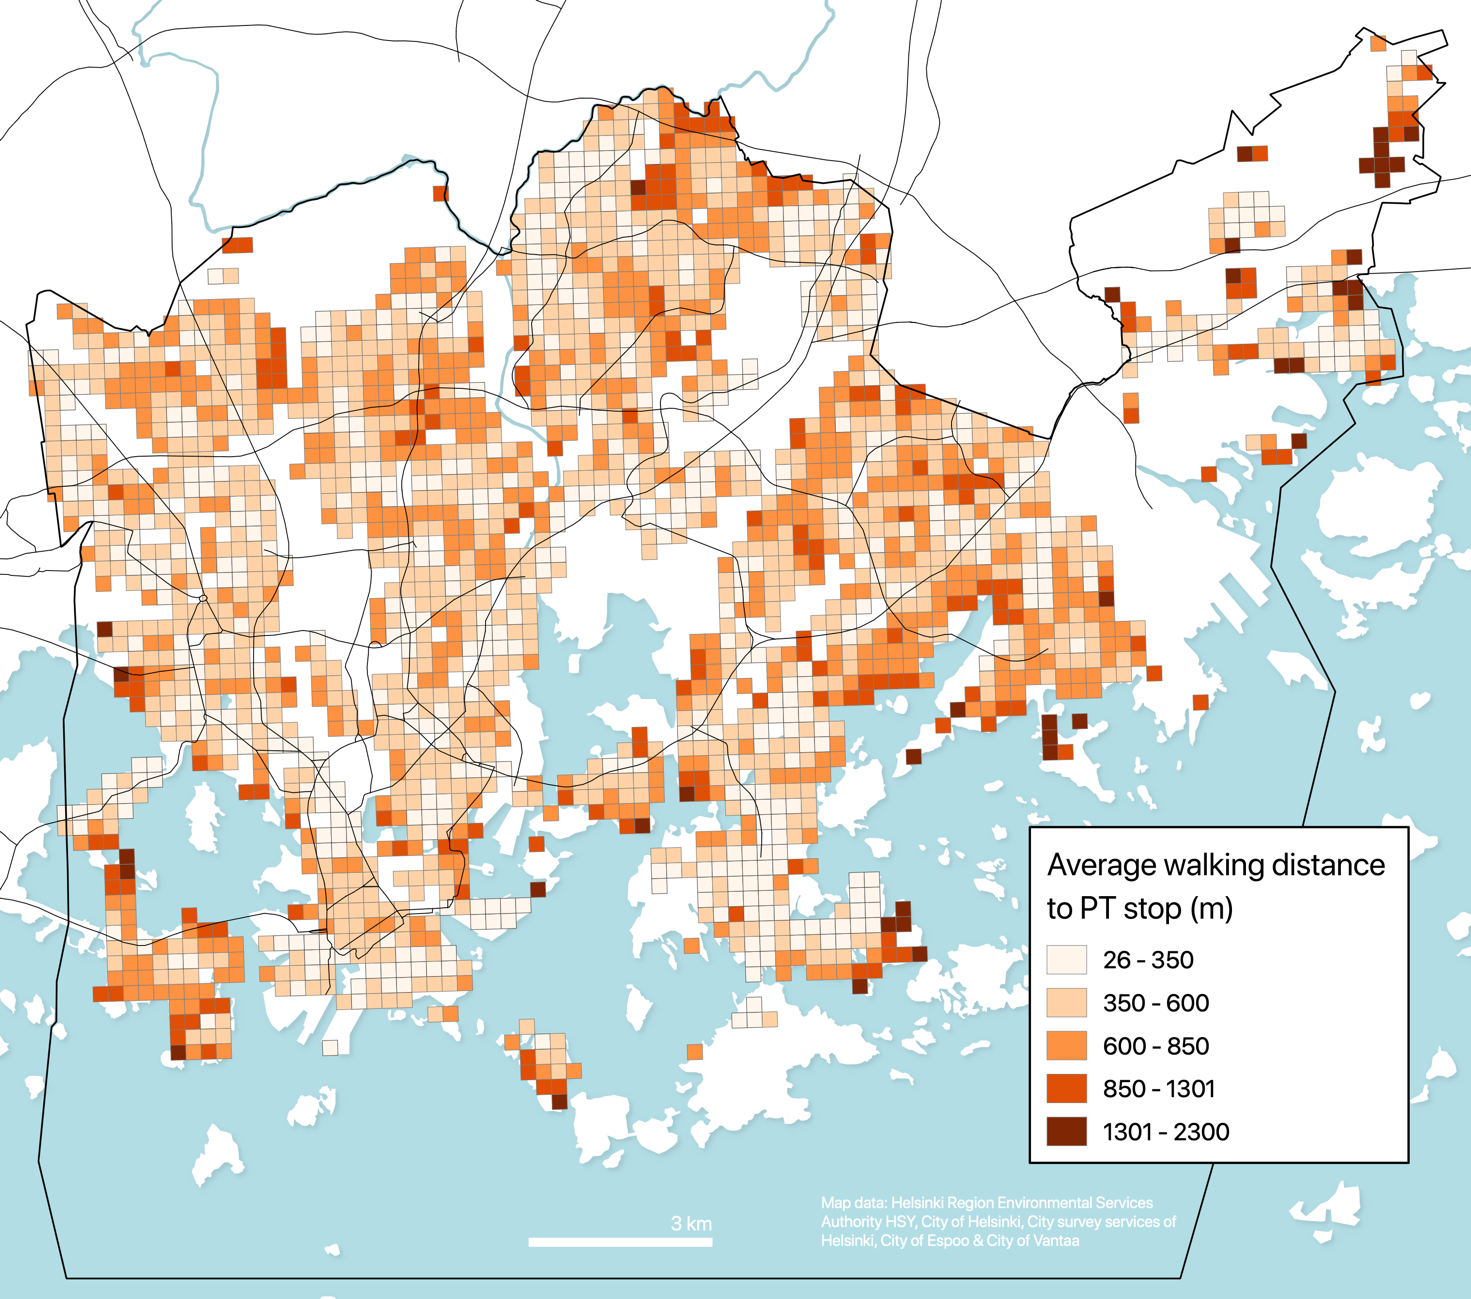 Average walking distance
to PT stop (m)
26 - 350
350 - 600
600 - 850
850 - 1301
1301 - 2300
3 km
Map data: Helsinki Region Environmental Services
Authority HSY, City of Helsinki, City survey services of
Helsinki, City of Espoo & City of Vantaa